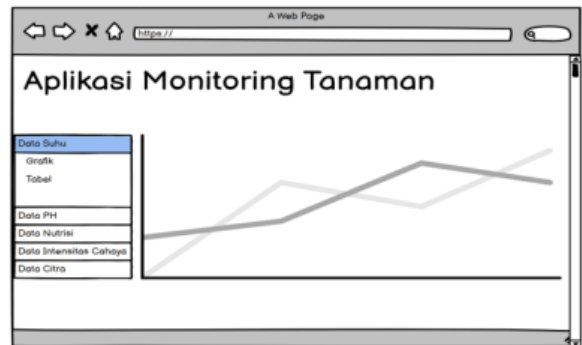 A Web Page
https://
Aplikasi Monitoring Tanaman
Data Suhu
Grafik
Tabel
Data PH
Data Nutrisi
Data Intensitas Cahaya
Data Citra